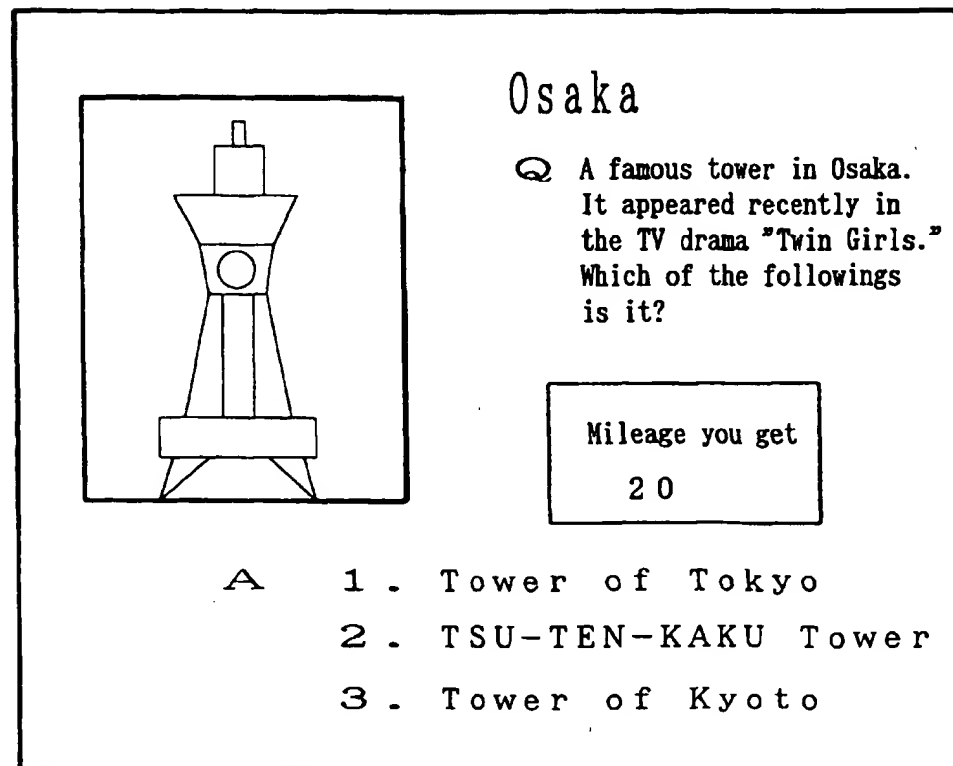 Osaka
Q A famous tower in Osaka.
It appeared recently in
the TV drama "Twin Girls."
Which of the followings
is it?
Mileage you get
20
A 1. Tower of Tokyo
2. TSU-TEN-KAKU Tower
3. Tower of Kyoto